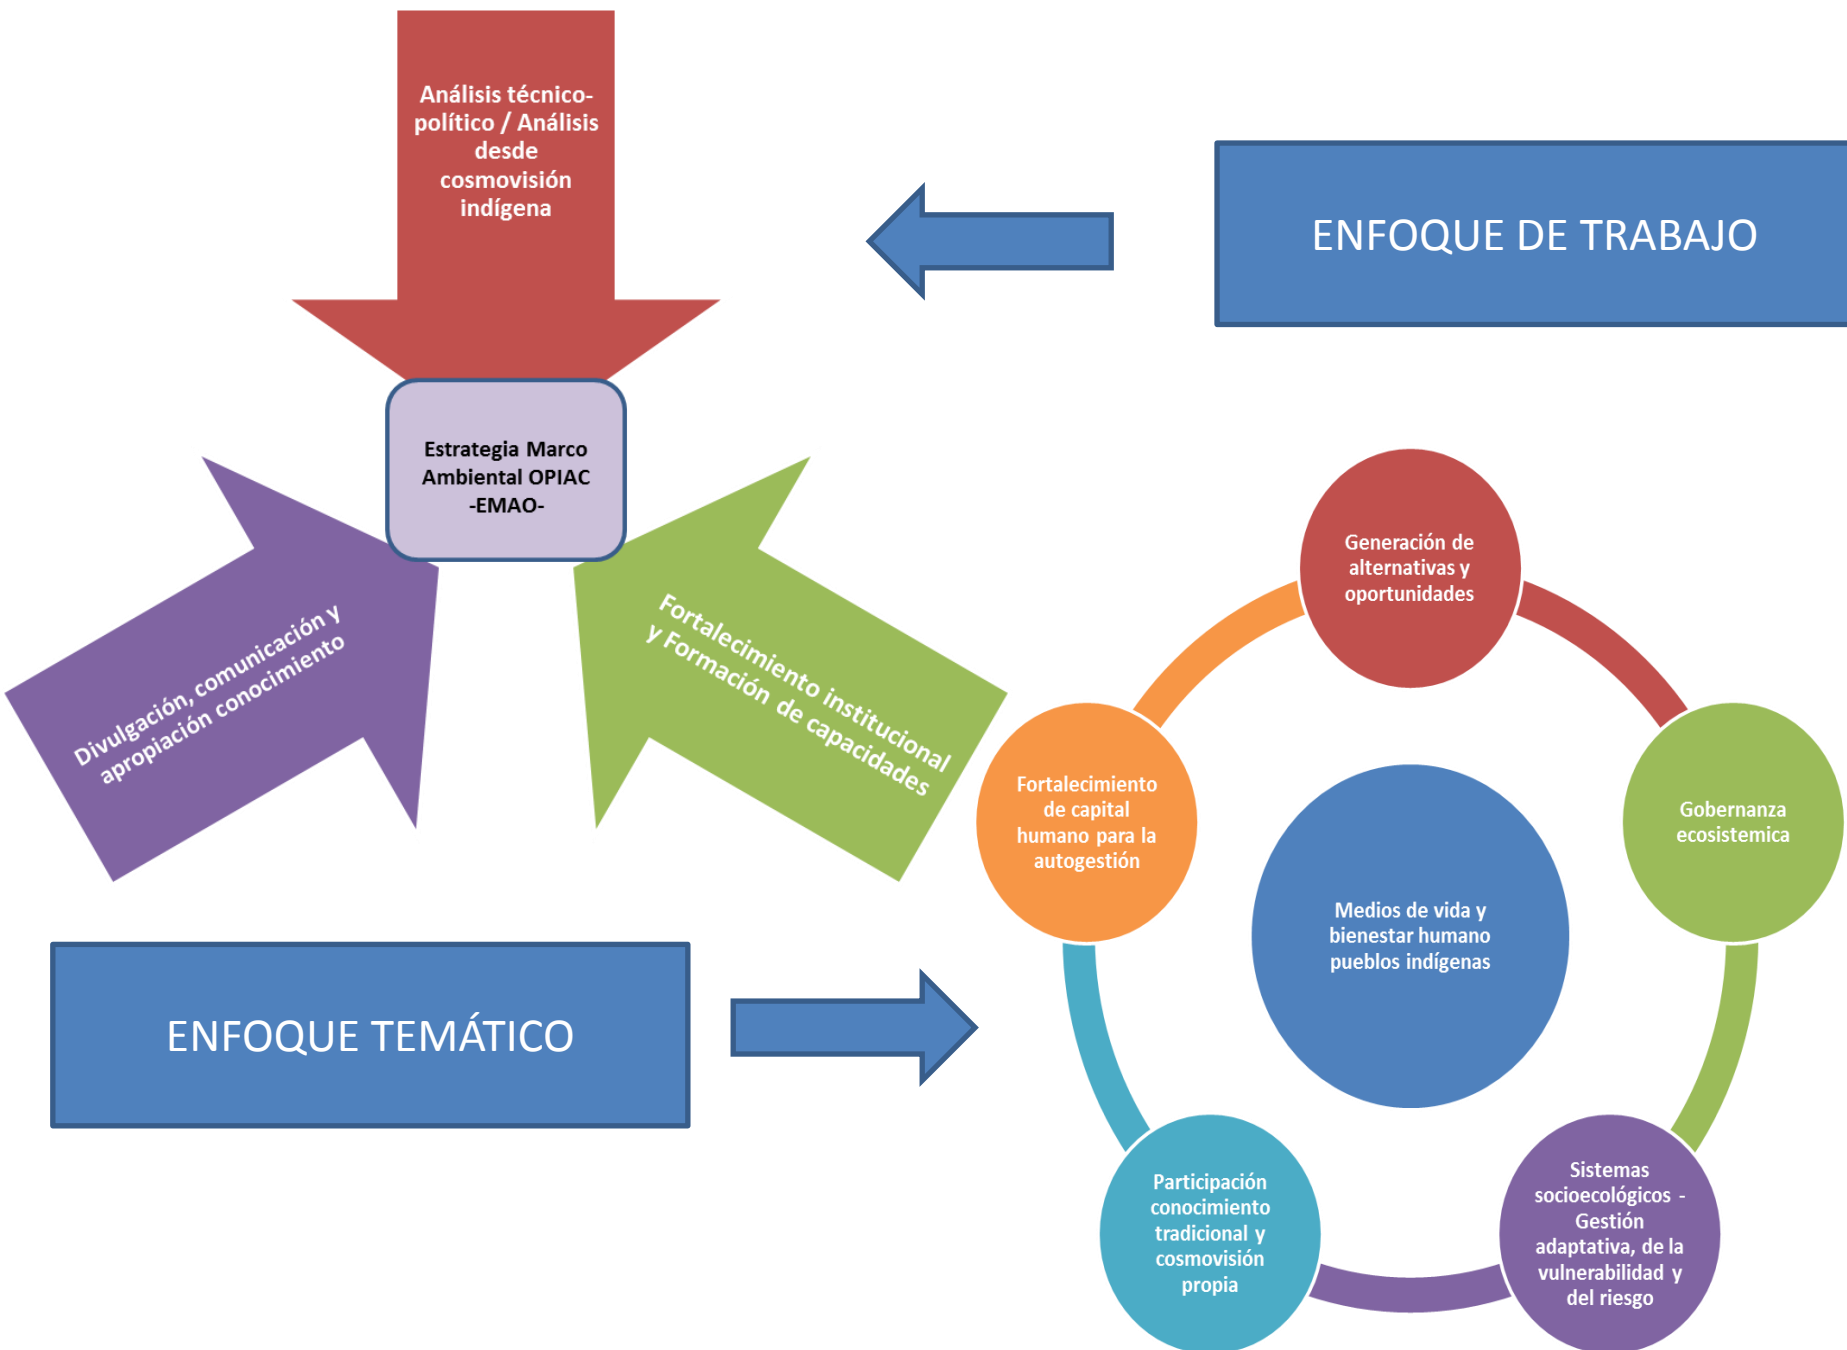 Análisis técnico-
político / Análisis
desde
cosmovisión
indígena
ENFOQUE DE TRABAJO
Estrategia Marco
Ambiental OPIAC
-EMAO-
Divulgación, comunicación y
apropiación conocimiento
Fortalecimiento institucional
y Formación de capacidades
ENFOQUE TEMÁTICO
Generación de
alternativas y
oportunidades
Gobernanza
ecosistemica
Sistemas
socioecológicos -
Gestión
adaptativa, de la
vulnerabilidad y
del riesgo
Participación
conocimiento
tradicional y
cosmovisión
propia
Fortalecimiento
de capital
humano para la
autogestión
Medios de vida y
bienestar humano
pueblos indígenas